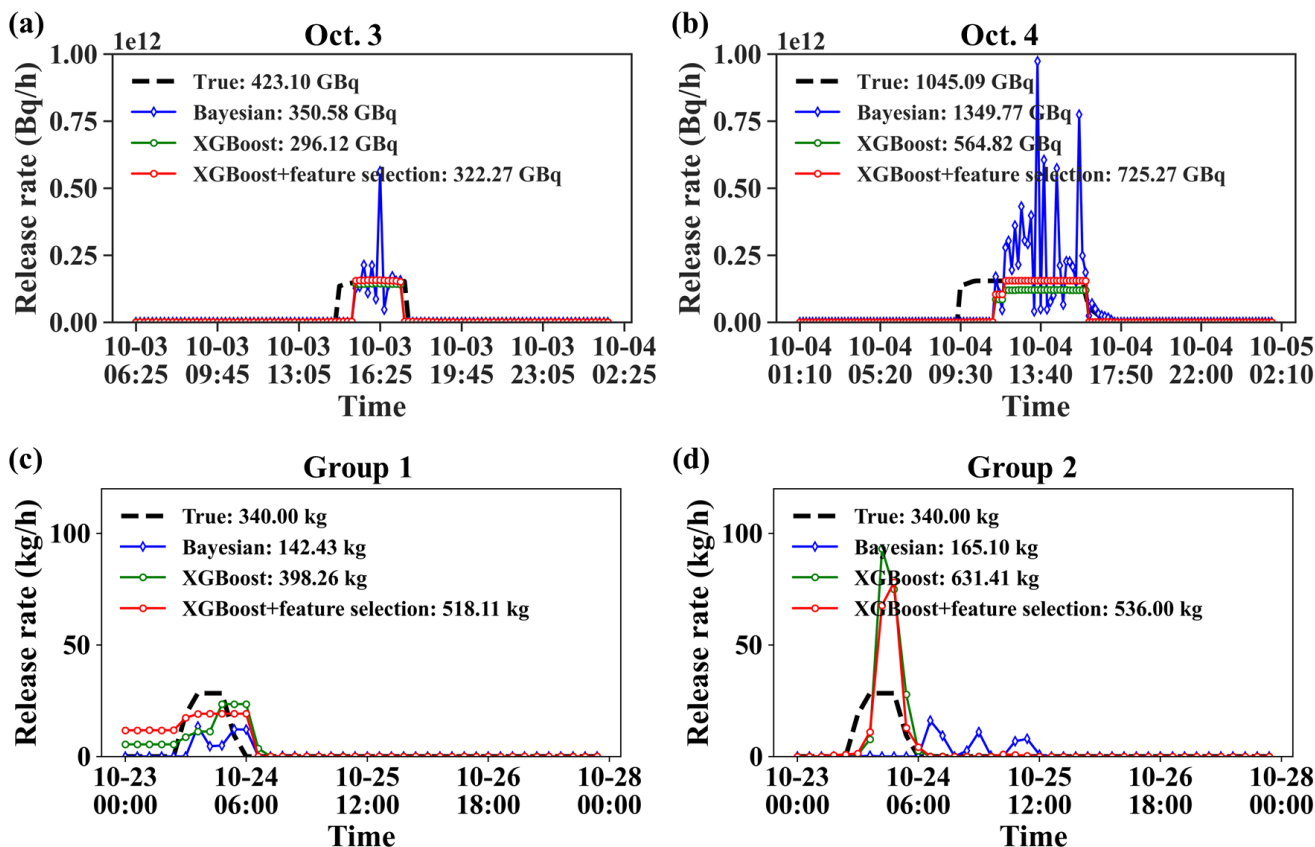 (a)
Oct. 3
1e12
Release rate (Bq/h)
1.00
0.75
0.50
0.25
0.00
True: 423.10 GBq
Bayesian: 350.58 GBq
XGBoost: 296.12 GBq
XGBoost+feature selection: 322.27 GBq
10-03 10-03 10-03 10-03 10-03 10-03 10-04
06:25 09:45 13:05 16:25 19:45 23:05 02:25
Time
(b)
Oct. 4
1e12
Release rate (Bq/h)
1.00
0.75
0.50
0.25
0.00
True: 1045.09 GBq
Bayesian: 1349.77 GBq
XGBoost: 564.82 GBq
XGBoost+feature selection: 725.27 GBq
10-04 10-04 10-04 10-04 10-04 10-04 10-05
01:10 05:20 09:30 13:40 17:50 22:00 02:10
Time
(c)
Group 1
Release rate (kg/h)
100
50
0
True: 340.00 kg
Bayesian: 142.43 kg
XGBoost: 398.26 kg
XGBoost+feature selection: 518.11 kg
10-23 10-24 10-25 10-26 10-28
00:00 06:00 12:00 18:00 00:00
Time
(d)
Group 2
Release rate (kg/h)
100
50
0
True: 340.00 kg
Bayesian: 165.10 kg
XGBoost: 631.41 kg
XGBoost+feature selection: 536.00 kg
10-23 10-24 10-25 10-26 10-28
00:00 06:00 12:00 18:00 00:00
Time